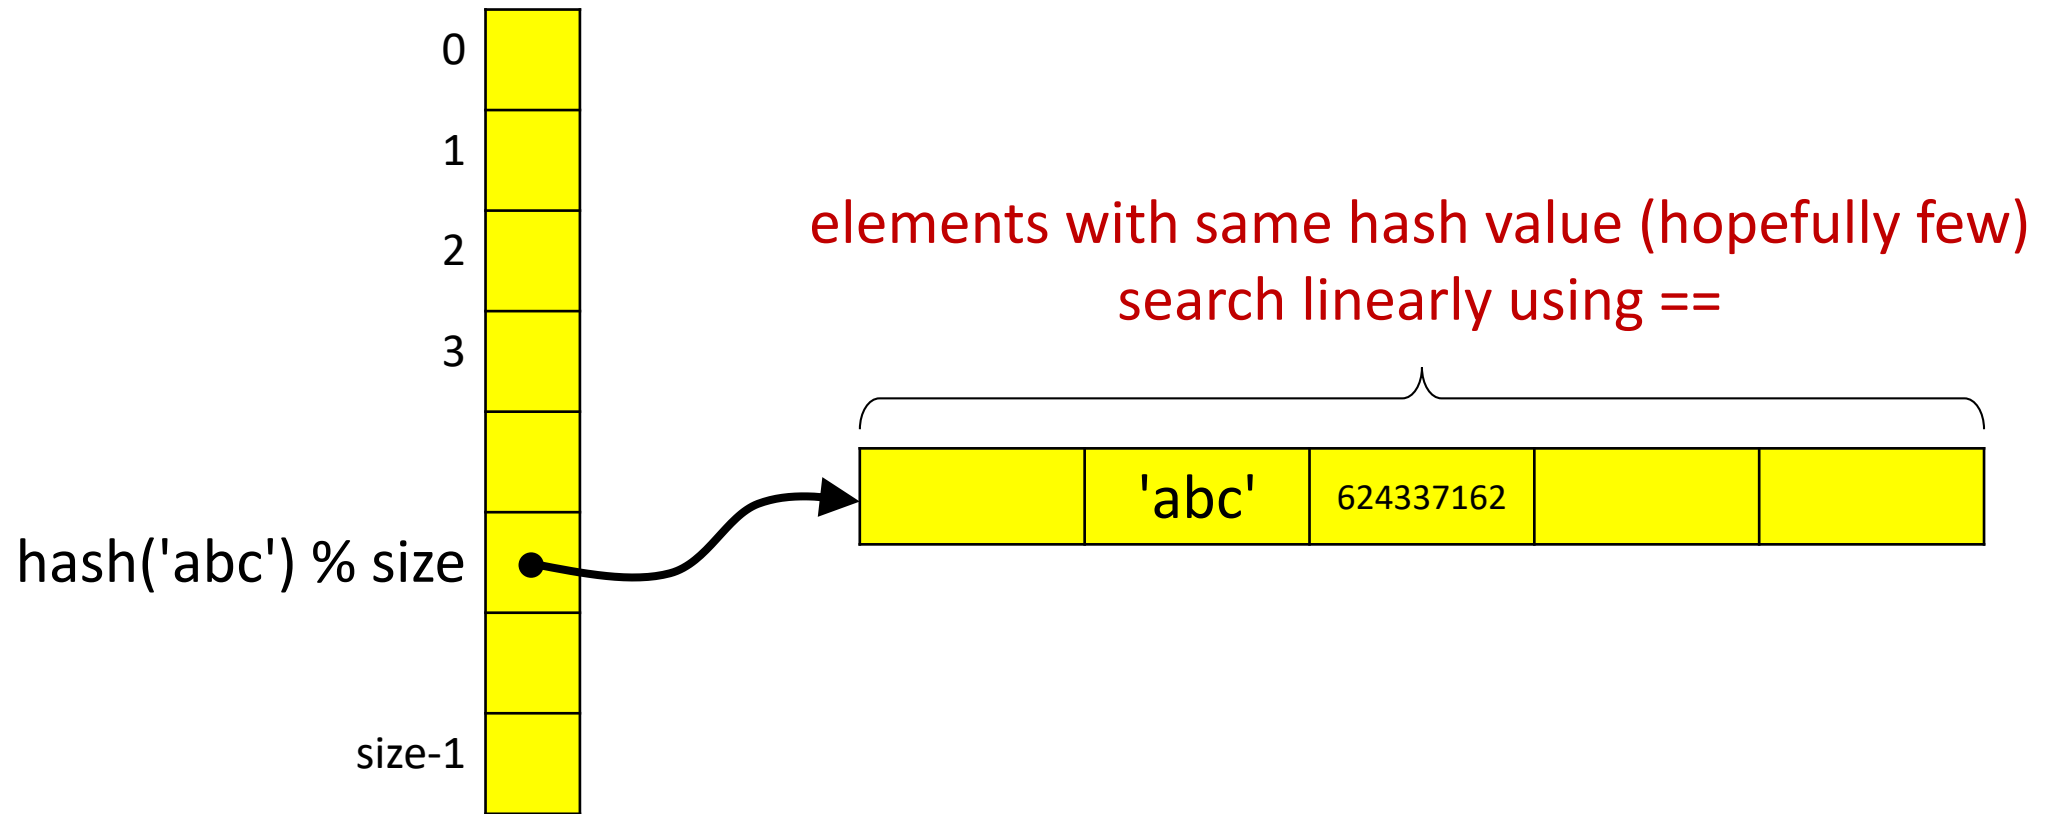 0
1
2
3
hash('abc') % size
size-1
elements with same hash value (hopefully few)
search linearly using ==
'abc'
624337162